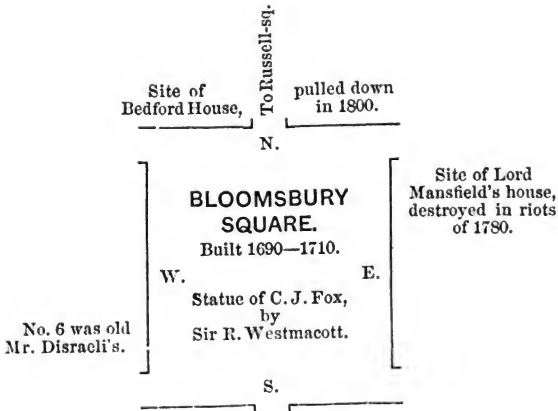 To Russell-sq.
Site of
Bedford House,
pulled down
in 1800.
N.
BLOOMSBURY
SQUARE.
Built 1690—1710.
W.
E.
Statue of C. J. Fox,
by
Sir R. Westmacott.
Site of Lord
Mansfield's house,
destroyed in riots
of 1780.
No. 6 was old
Mr. Disraeli's.
S.